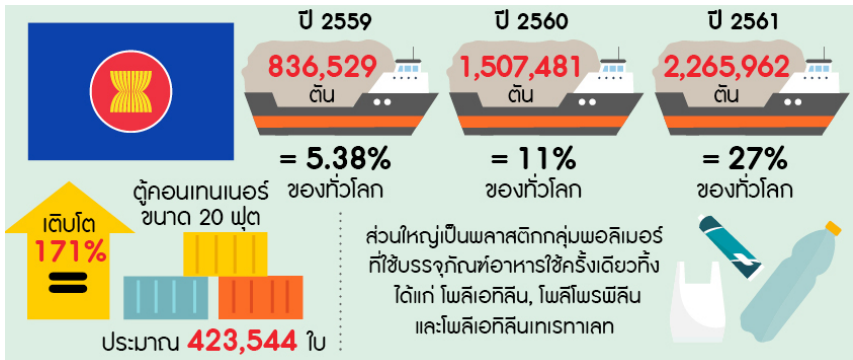 ปี 2559
836,529
ตัน
= 5.38%
ของทั่วโลก
ปี 2560
1,507,481
ตัน
= 11%
ของทั่วโลก
ปี 2561
2,265,962
ตัน
= 27%
ของทั่วโลก
เติบโต
171%
=
ตู้คอนเทนเนอร์
ขนาด 20 ฟุต
ประมาณ 423,544 ใบ
ส่วนใหญ่เป็นพลาสติกกลุ่มพอลิเมอร์
ที่ใช้บรรจุภัณฑ์อาหารใช้ครั้งเดียวทิ้ง
ได้แก่ โพลีเอทิลีน, โพลีโพรพีลีน
และโพลีเอทิลีนเทเรทาเลท